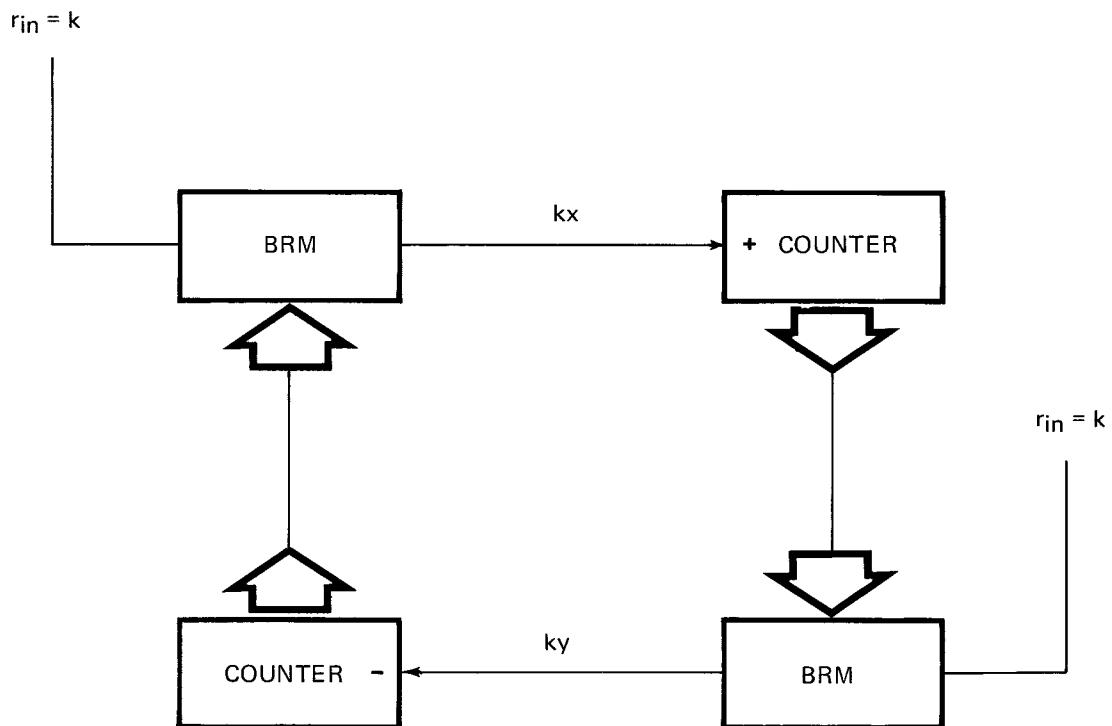 r_in = k
BRM
kx
+ COUNTER
r_in = k
COUNTER -
ky
BRM